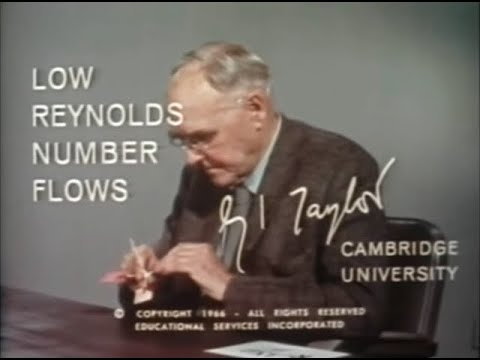 LOW
REYNOLDS
NUMBER
FLOWS
G I Taylor
CAMBRIDGE
UNIVERSITY
© COPYRIGHT 1966 - ALL RIGHTS RESERVED
EDUCATIONAL SERVICES INCORPORATED